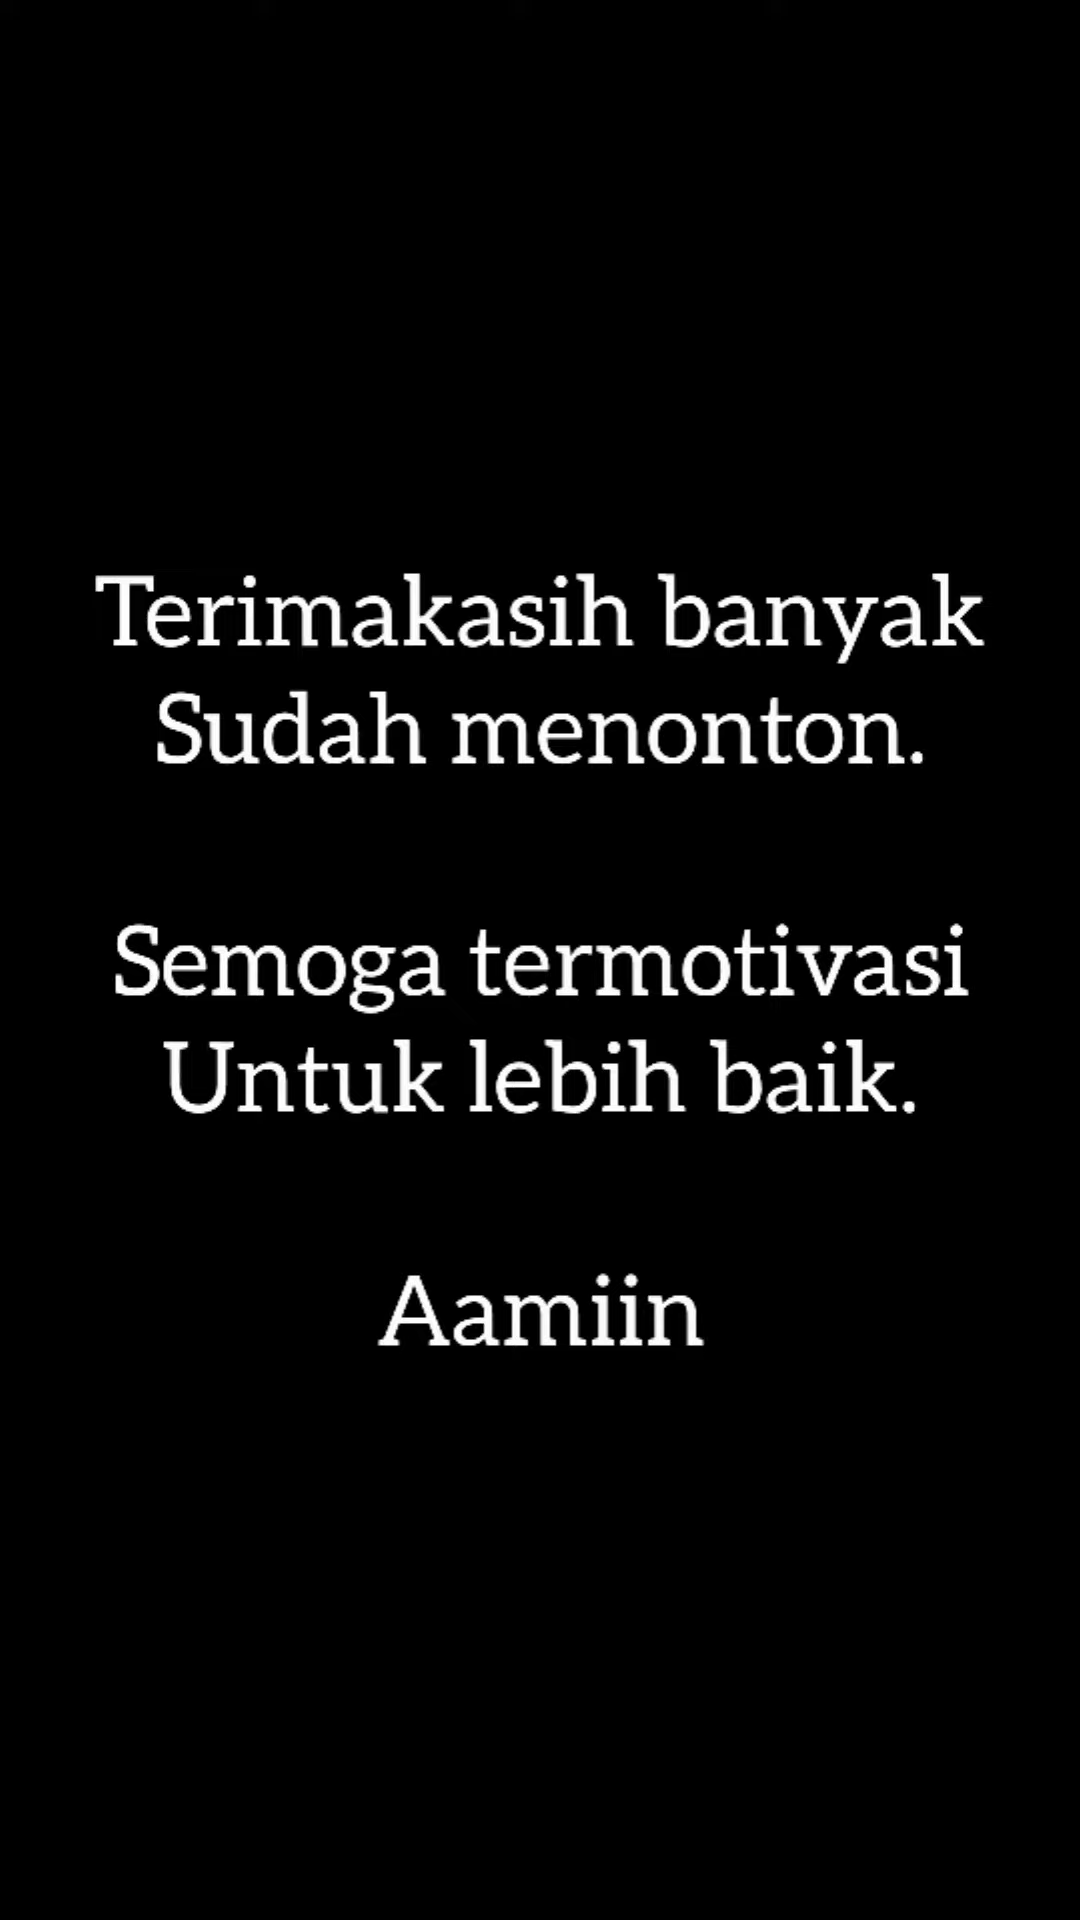 Terimakasih banyak
Sudah menonton.
Semoga termotivasi
Untuk lebih baik.
Aamiin